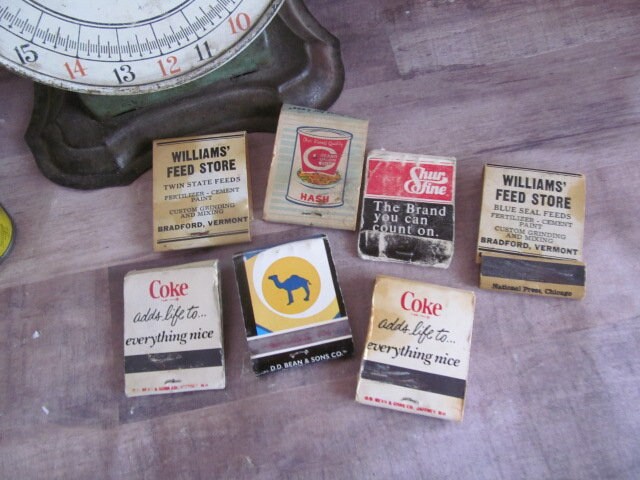 15
14
13
12
11
10
WILLIAMS'
FEED STORE
TWIN STATE FEEDS
FERTILIZER - CEMENT
PAINT
CUSTOM GRINDING
AND MIXING
BRADFORD, VERMONT
HASH
Shur
fine
The Brand
you can
count on.
WILLIAMS'
FEED STORE
BLUE SEAL FEEDS
FERTILIZER - CEMENT
PAINT
CUSTOM GRINDING
AND MIXING
BRADFORD, VERMONT
National Press, Chicago
Coke
adds life to...
everything nice
D.D. BEAN & SONS CO.
Coke
adds life to...
everything nice